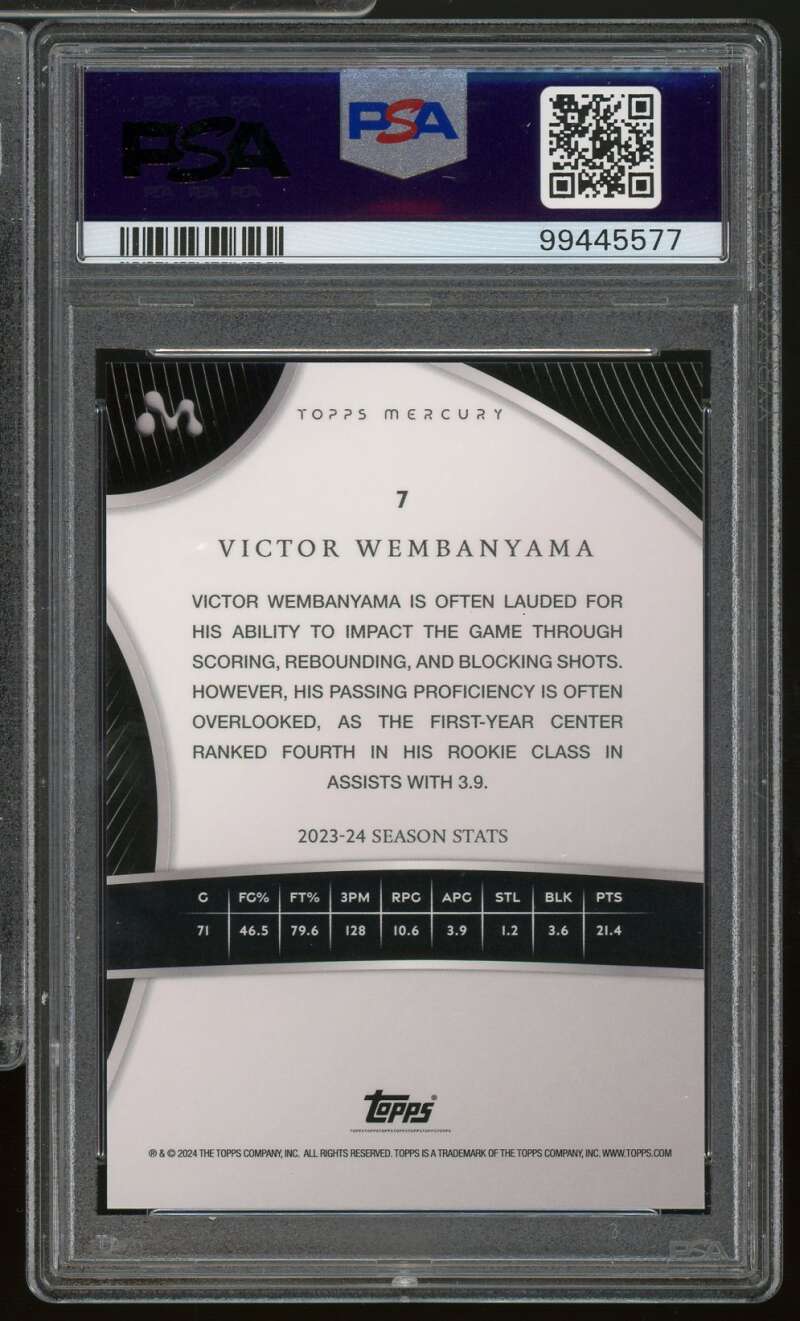 PSA
PSA
99445577
TOPPS MERCURY
7
VICTOR WEMBANYAMA
VICTOR WEMBANYAMA IS OFTEN LAUDED FOR
HIS ABILITY TO IMPACT THE GAME THROUGH
SCORING, REBOUNDING, AND BLOCKING SHOTS.
HOWEVER, HIS PASSING PROFICIENCY IS OFTEN
OVERLOOKED, AS THE FIRST-YEAR CENTER
RANKED FOURTH IN HIS ROOKIE CLASS IN
ASSISTS WITH 3.9.
2023-24 SEASON STATS
G FG% FT% 3PM RPG APG STL BLK PTS
71 46.5 79.6 128 10.6 3.9 1.2 3.6 21.4
Topps®
® & © 2024 THE TOPPS COMPANY, INC. ALL RIGHTS RESERVED. TOPPS IS A TRADEMARK OF THE TOPPS COMPANY, INC. WWW.TOPPS.COM
PSA